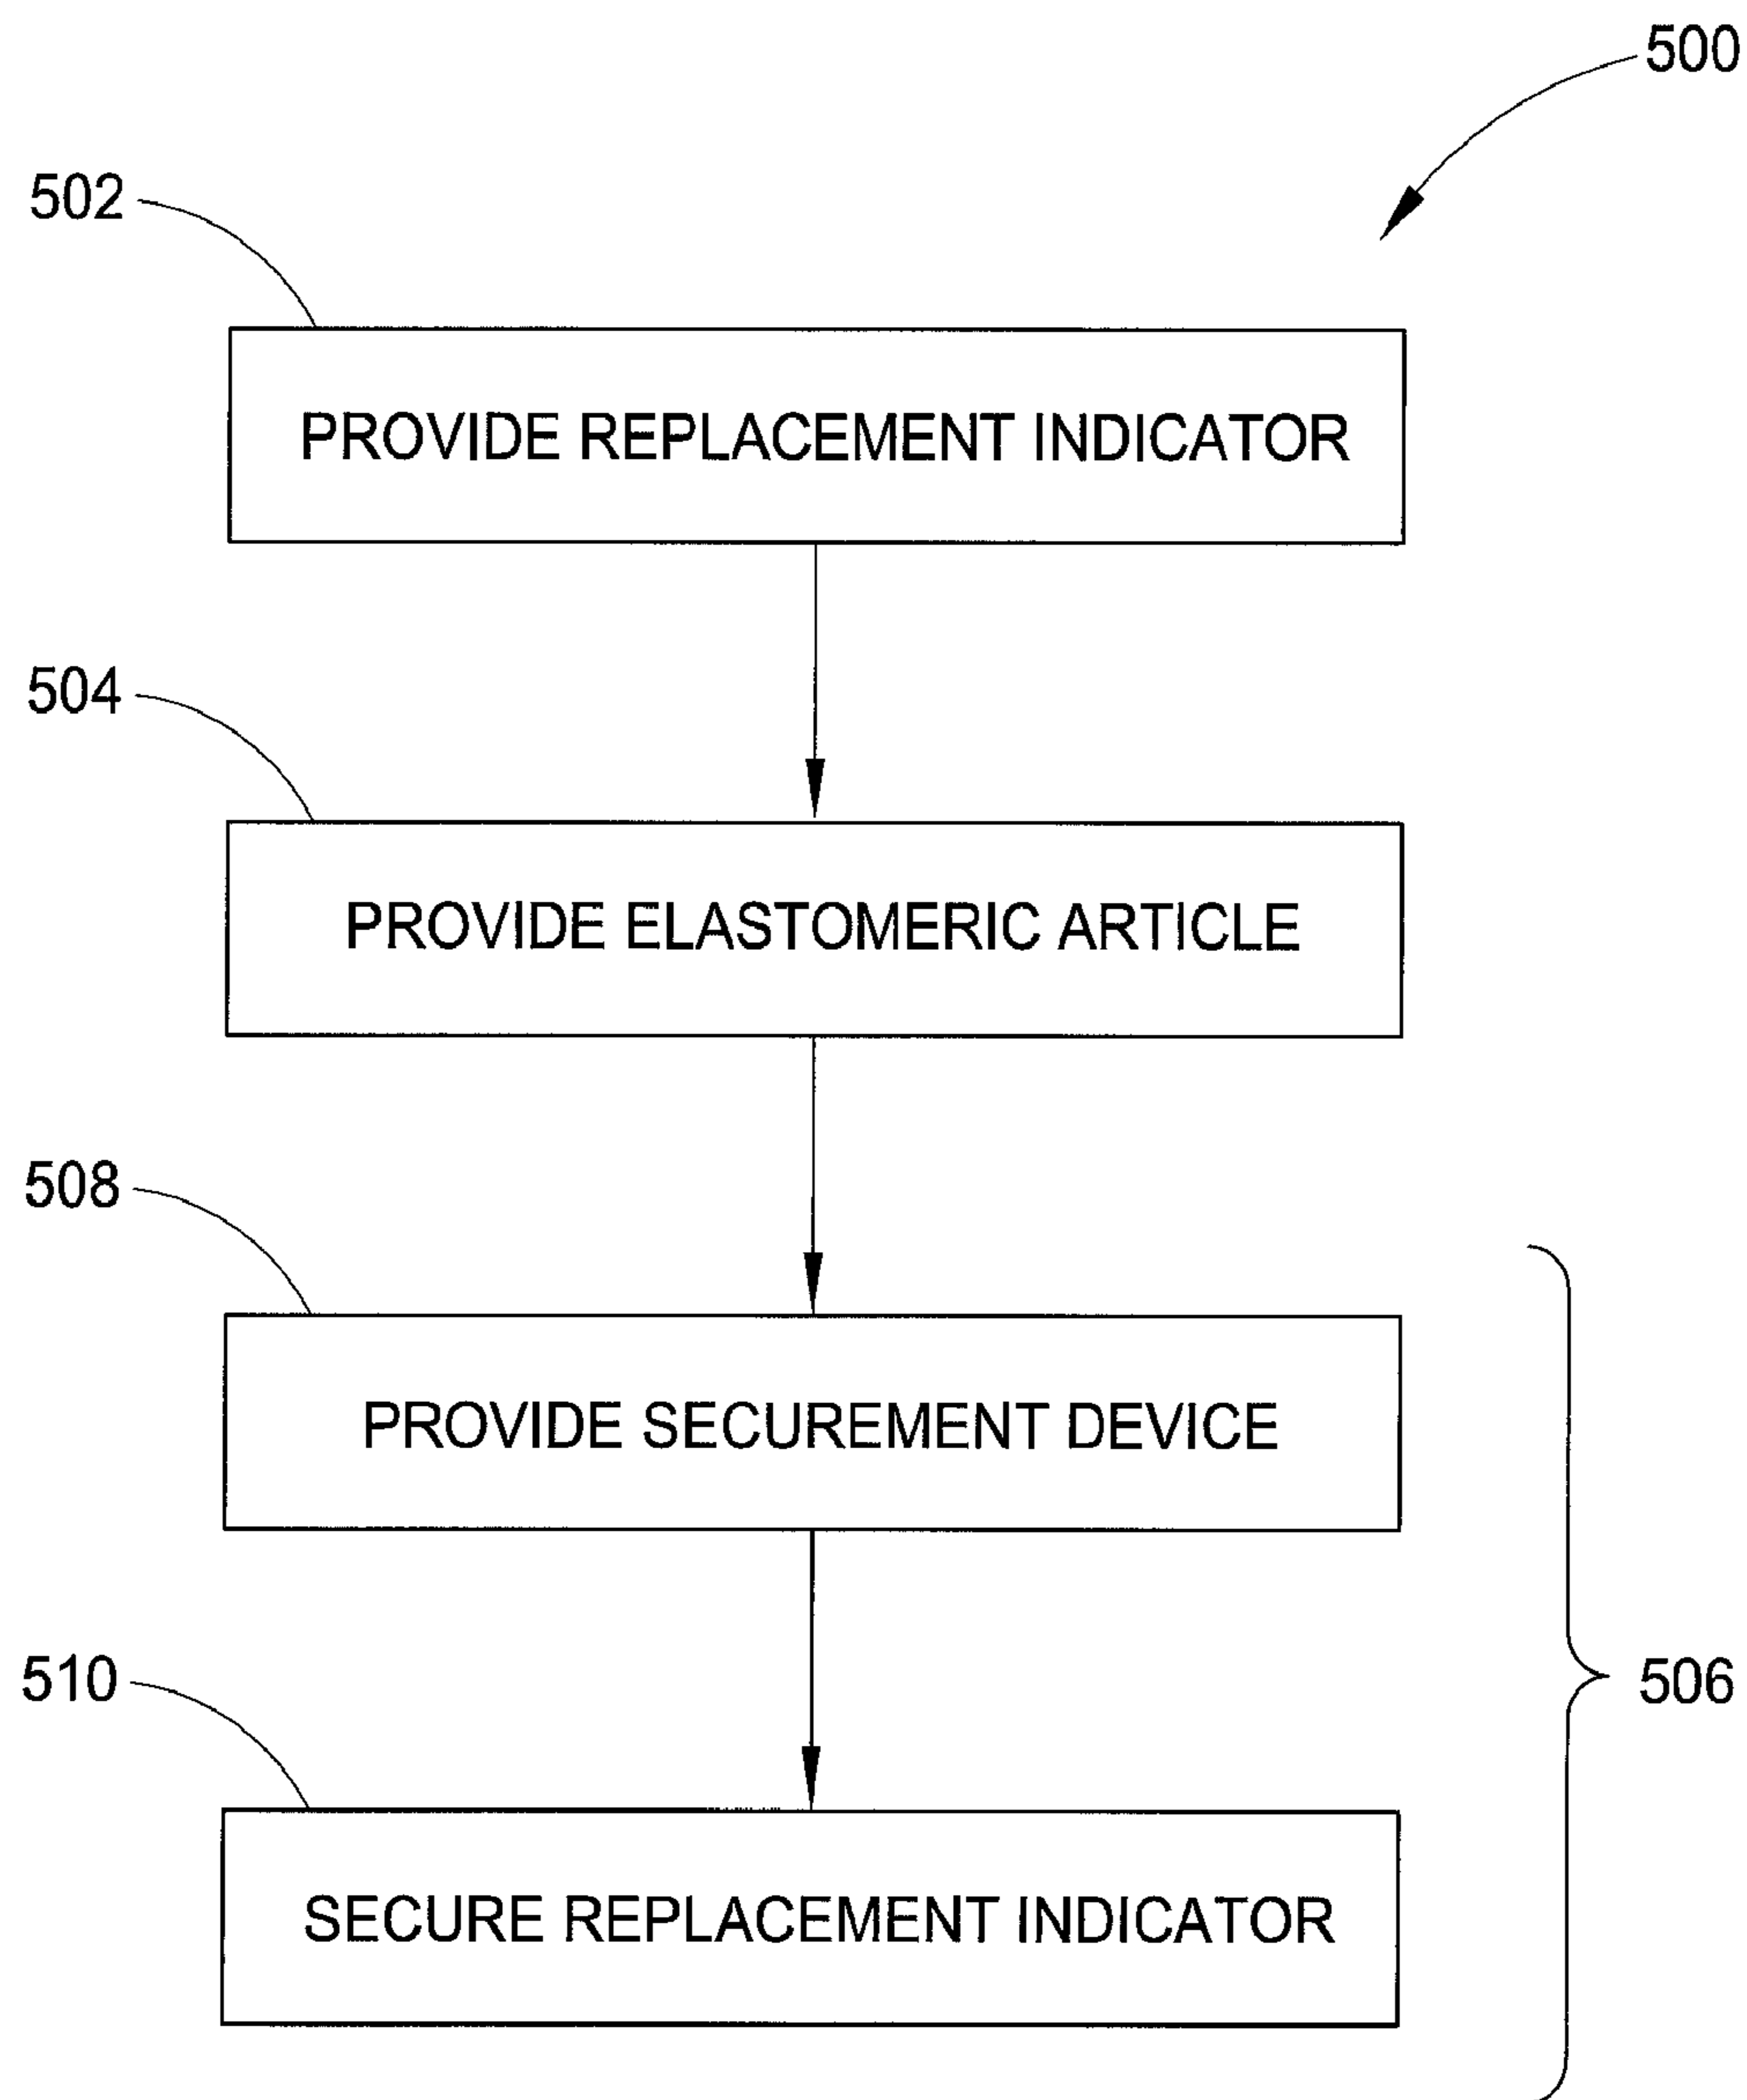 500
502
PROVIDE REPLACEMENT INDICATOR
504
PROVIDE ELASTOMERIC ARTICLE
508
PROVIDE SECUREMENT DEVICE
510
506
SECURE REPLACEMENT INDICATOR